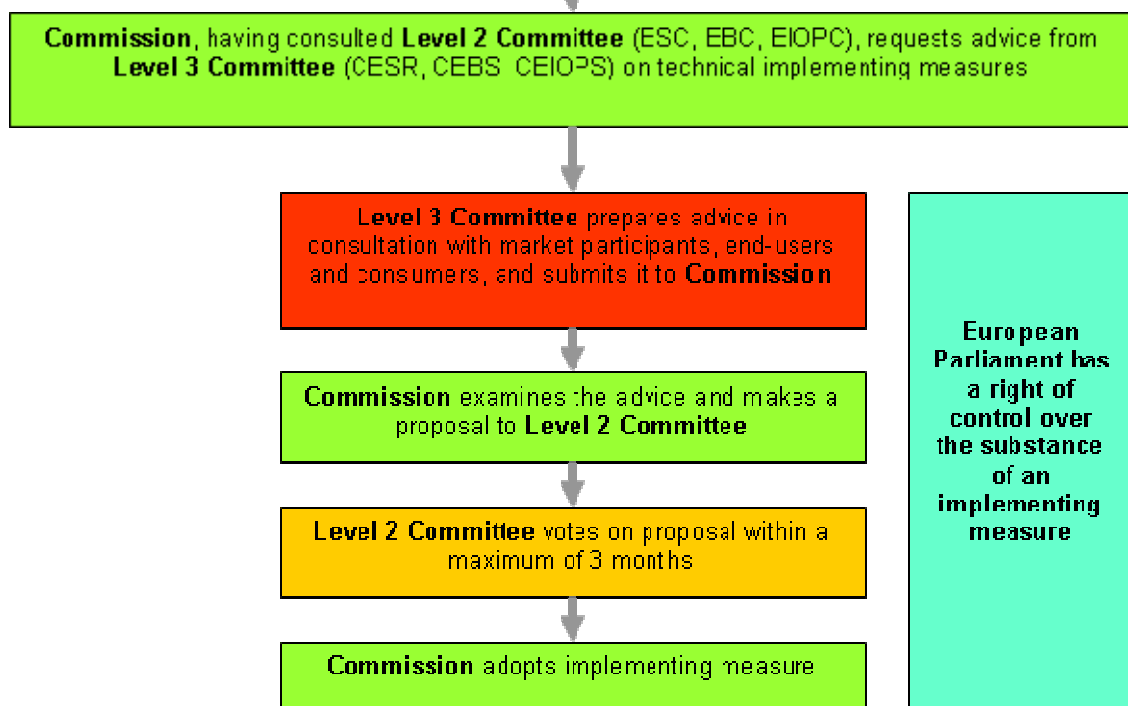 Commission, having consulted Level 2 Committee (ESC, EBC, EIOPC), requests advice from
Level 3 Committee (CESR, CEBS CEIOPS) on technical implementing measures
Level 3 Committee prepares advice in
consultation with market participants, end-users
and consumers, and submits it to Commission
Commission examines the advice and makes a
proposal to Level 2 Committee
Level 2 Committee votes on proposal within a
maximum of 3 months
Commission adopts implementing measure
European
Parliament has
a right of
control over
the substance
of an
implementing
measure